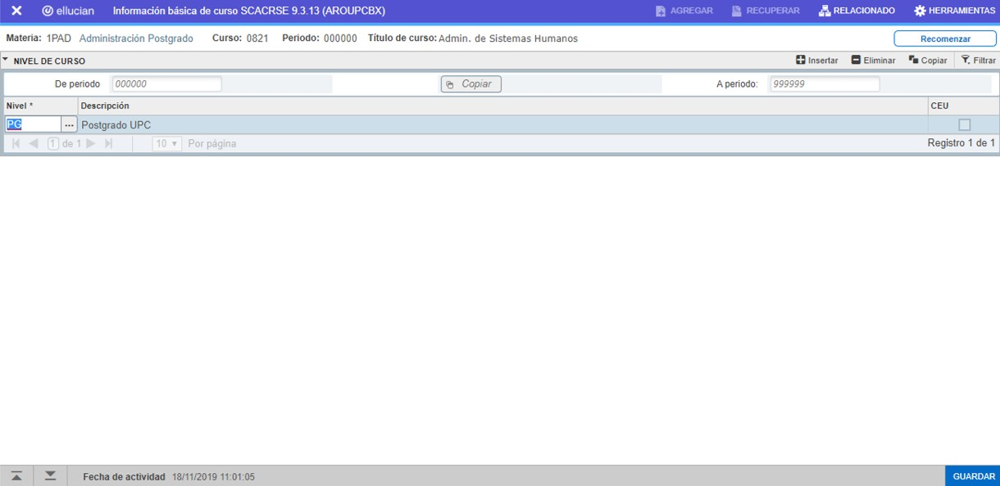 ellucian Información básica de curso SCACRSE 9.3.13 (AROUPCBX) AGREGAR RECUPERAR RELACIONADO HERRAMIENTAS
Materia: 1PAD Administración Postgrado Curso: 0821 Periodo: 000000 Título de curso: Admin. de Sistemas Humanos Recomenzar
NIVEL DE CURSO Insertar Eliminar Copiar Filtrar
De periodo 000000 Copiar A periodo: 999999
Nivel * Descripción CEU
PG ... Postgrado UPC
1 de 1 10 Por página Registro 1 de 1
Fecha de actividad 18/11/2019 11:01:05 GUARDAR